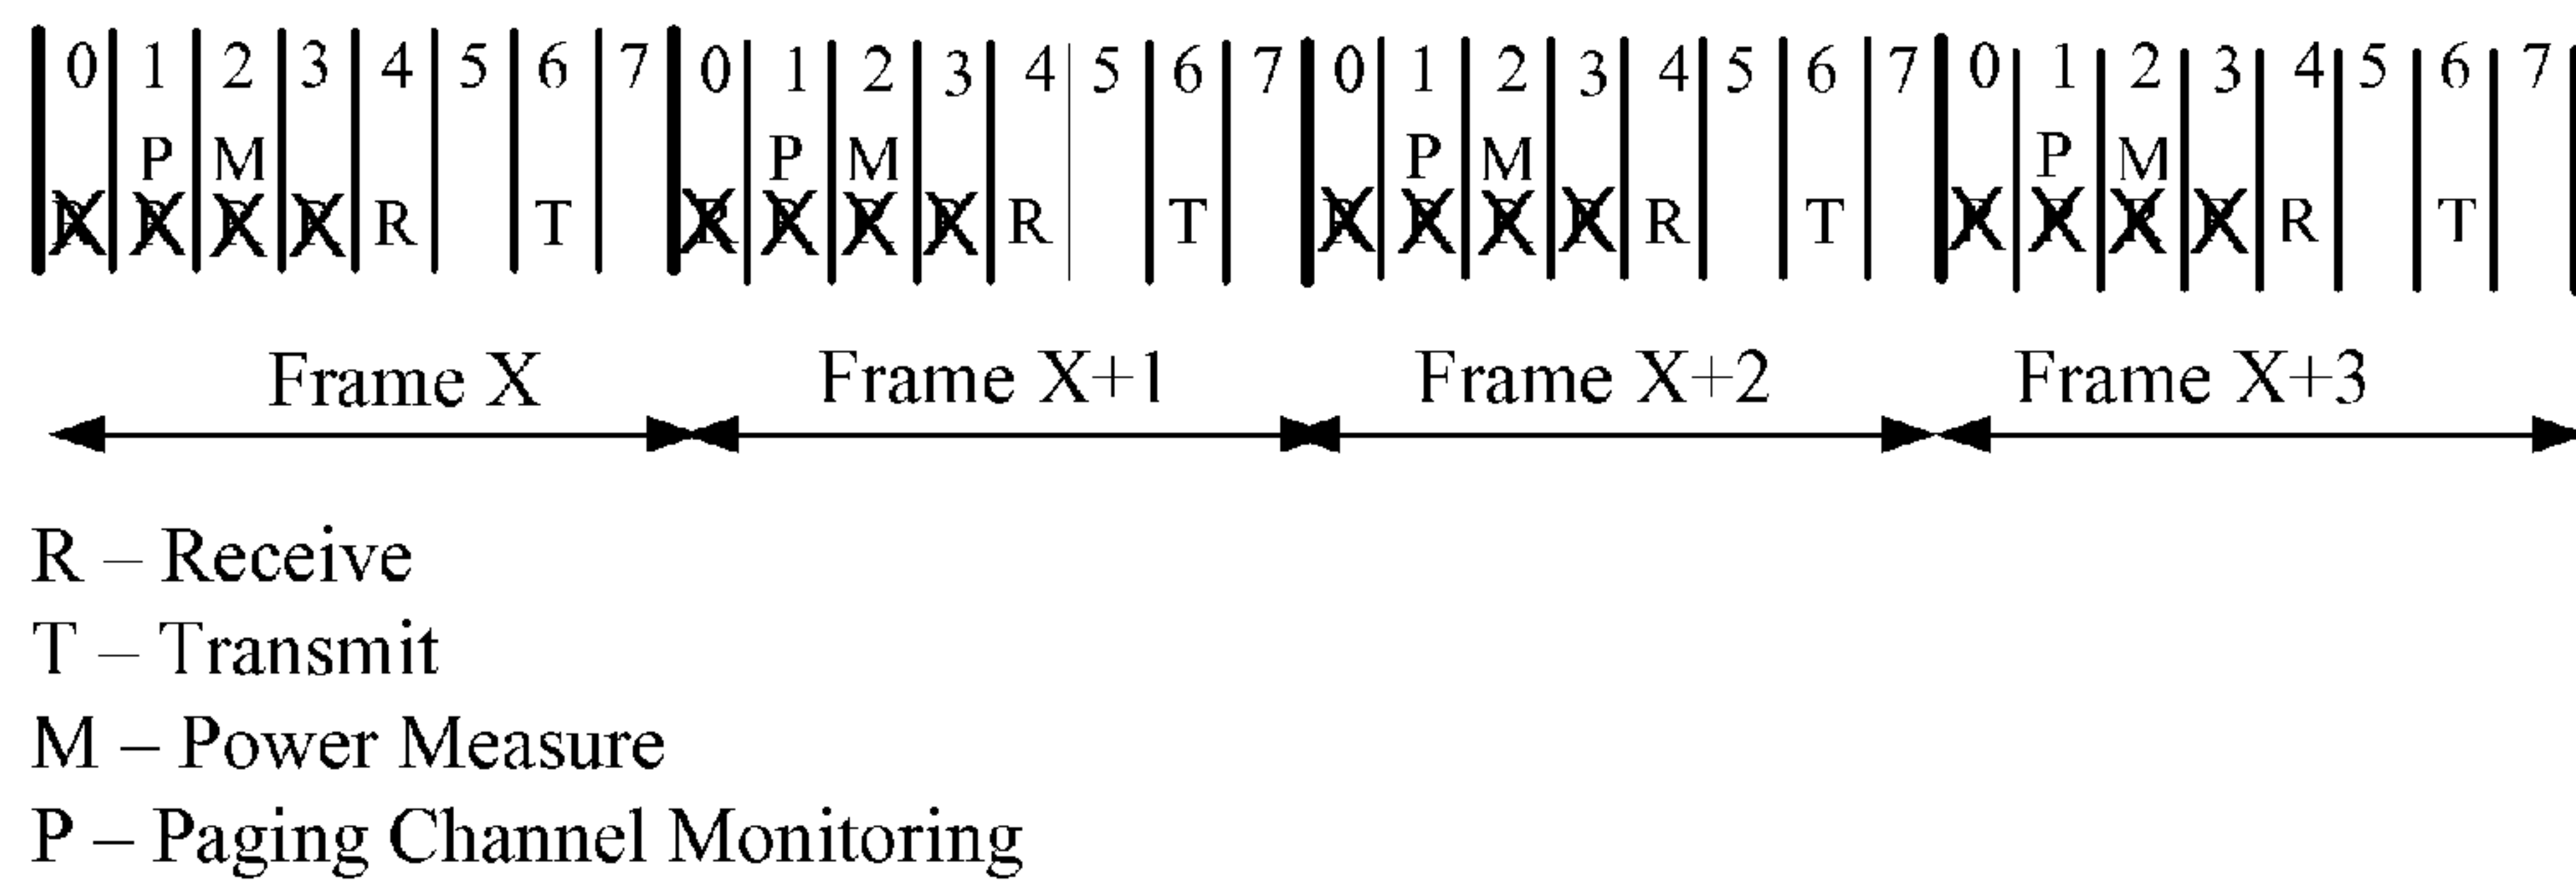 0 1 2 3 4 5 6 7 0 1 2 3 4 5 6 7 0 1 2 3 4 5 6 7 0 1 2 3 4 5 6 7
P M P M P M P M
R T R R T R T R T
Frame X Frame X+1 Frame X+2 Frame X+3
R – Receive
T – Transmit
M – Power Measure
P – Paging Channel Monitoring